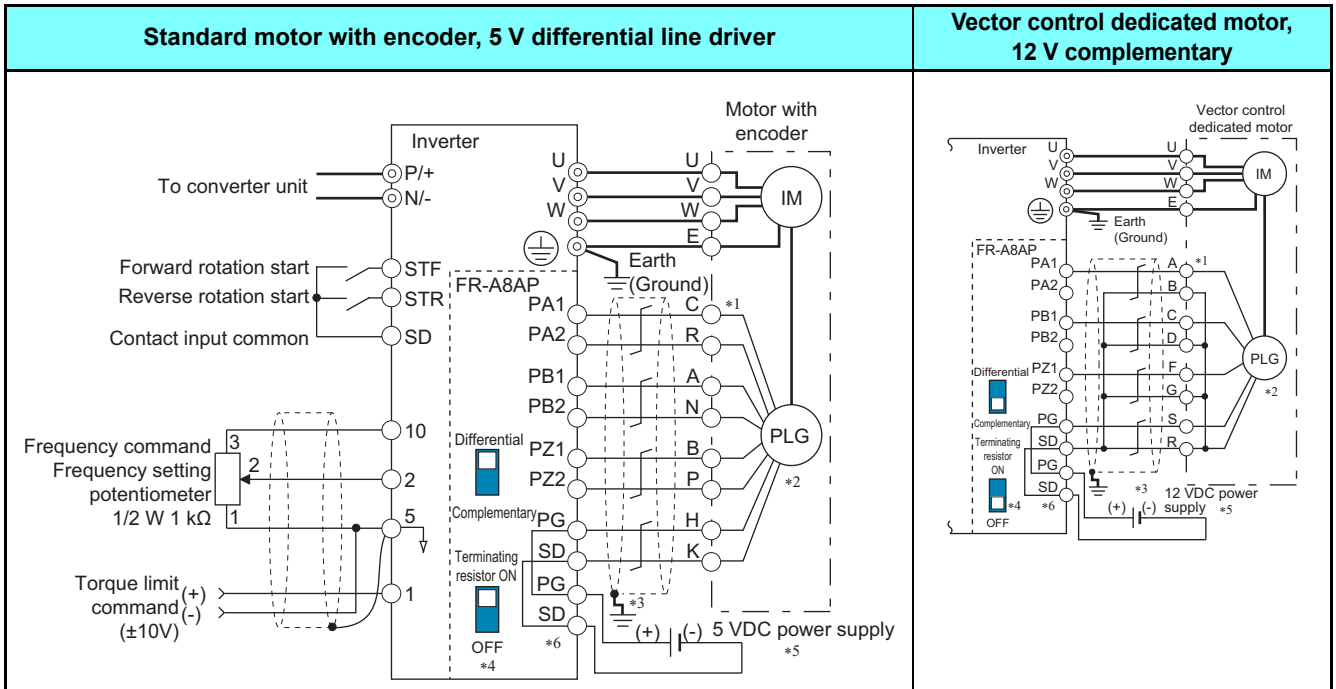 Standard motor with encoder, 5 V differential line driver
Vector control dedicated motor,
12 V complementary
Motor with
encoder
Inverter
To converter unit
P/+
N/-
U
V
W
U
V
W
E
IM
Earth
(Ground)
Forward rotation start
Reverse rotation start
Contact input common
STF
STR
SD
FR-A8AP
PA1
PA2
PB1
PB2
PZ1
PZ2
PG
SD
PG
SD
C
R
A
N
B
P
H
K
*1
PLG
*2
Differential
Complementary
Terminating
resistor ON
OFF
*4
*6
*3
(+)
(-)
5 VDC power supply
*5
Frequency command
Frequency setting
potentiometer
1/2 W 1 kΩ
3
2
1
10
2
5
1
Torque limit
command
(±10V)
(+)
(-)
Vector control
dedicated motor
Inverter
U
V
W
U
V
W
E
IM
Earth
(Ground)
FR-A8AP
PA1
PA2
PB1
PB2
PZ1
PZ2
PG
SD
PG
SD
A
B
C
D
F
G
S
R
*1
PLG
*2
Differential
Complementary
Terminating
resistor
ON
*4
OFF
*6
*3
(+)
(-)
12 VDC power
supply
*5